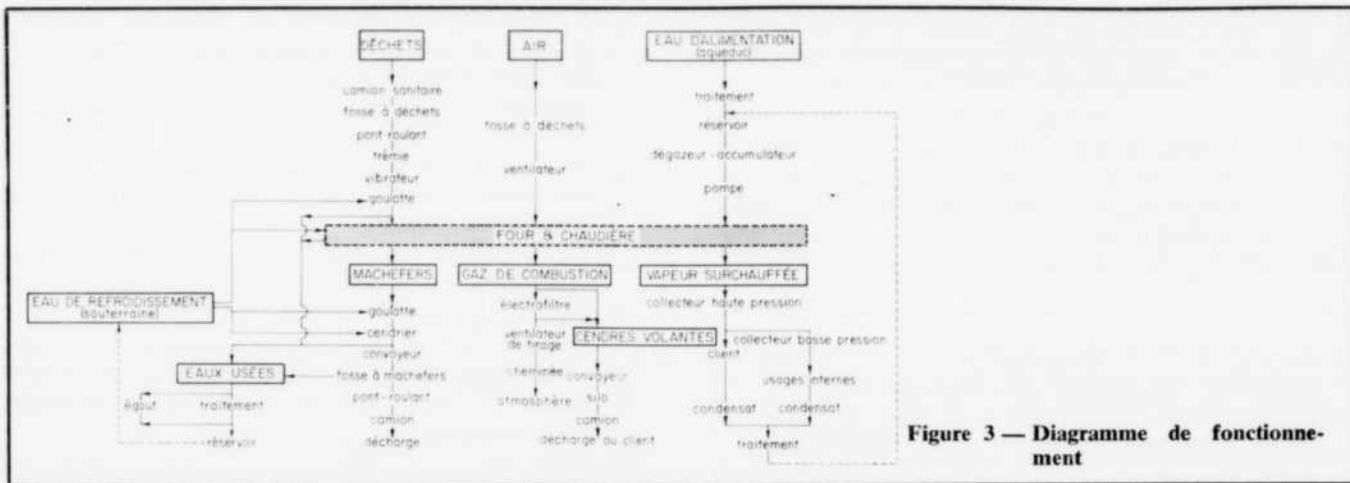 DÉCHETS
camion sanitaire
fosse à déchets
pont roulant
trémie
vibrateur
goulotte
AIR
fosse à déchets
ventilateur
EAU D'ALIMENTATION
(aqueduc)
traitement
réservoir
dégazeur-accumulateur
pompe
FOUR & CHAUDIÈRE
MACHEFERS
goulotte
cendrier
convoyeur
fosse à machefers
pont-roulant
camion
décharge
EAU DE REFROIDISSEMENT
(souterraine)
EAUX USÉES
égout
traitement
réservoir
GAZ DE COMBUSTION
électrofiltre
ventilateur
de tirage
cheminée
atmosphère
CENDRES VOLANTES
convoyeur
silo
camion
décharge ou client
VAPEUR SURCHAUFFÉE
collecteur haute pression
client
condensat
collecteur basse pression
usages internes
condensat
traitement
Figure 3 — Diagramme de fonctionne-
ment